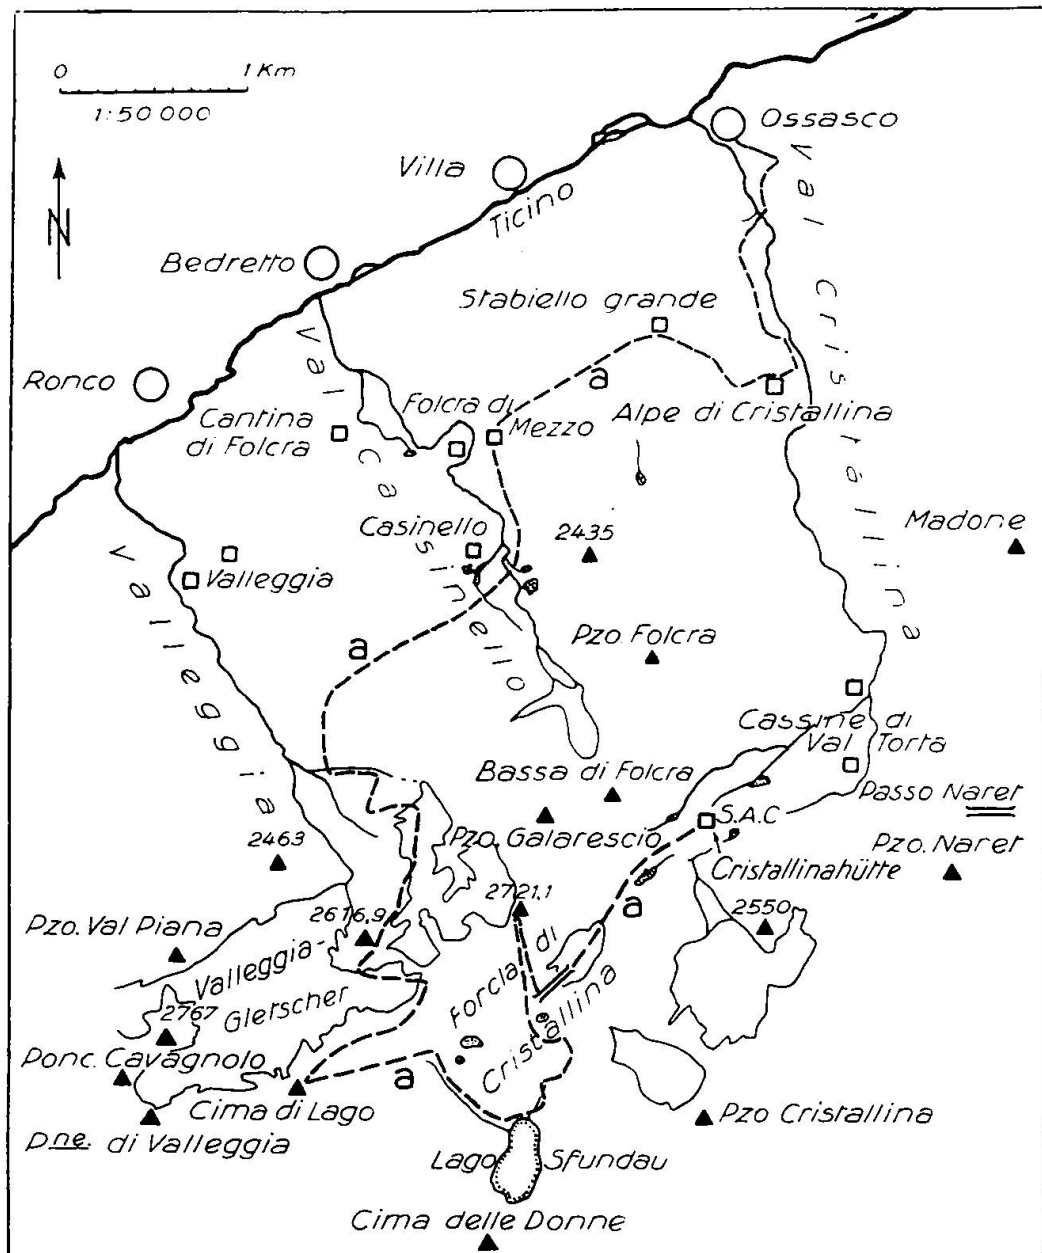 0 1 Km
1:50 000
N
Ossasco
Villa
Ticino
Val Cristallina
Bedretto
Stabiello grande
Ronco
Val Casinello
a
Cantina
di Folcra
Folcra di
Mezzo
Alpe di Cristallina
Casinello
2435
Madone
Valleggia
Valleggia
a
Pzo. Folcra
Cassine di
Val Torta
Bassa di Folcra
Passo Naret
S.A.C
Pzo. Galarescio
Pzo. Naret
2463
Cristallinahütte
2721,1
a
2550
2616,9
Pzo. Val Piana
Valleggia-
Gletscher
Forcla di
Cristallina
2767
Ponc. Cavagnolo
a
Cima di Lago
Pzo Cristallina
Pne. di Valleggia
Lago Sfundau
Cima delle Donne